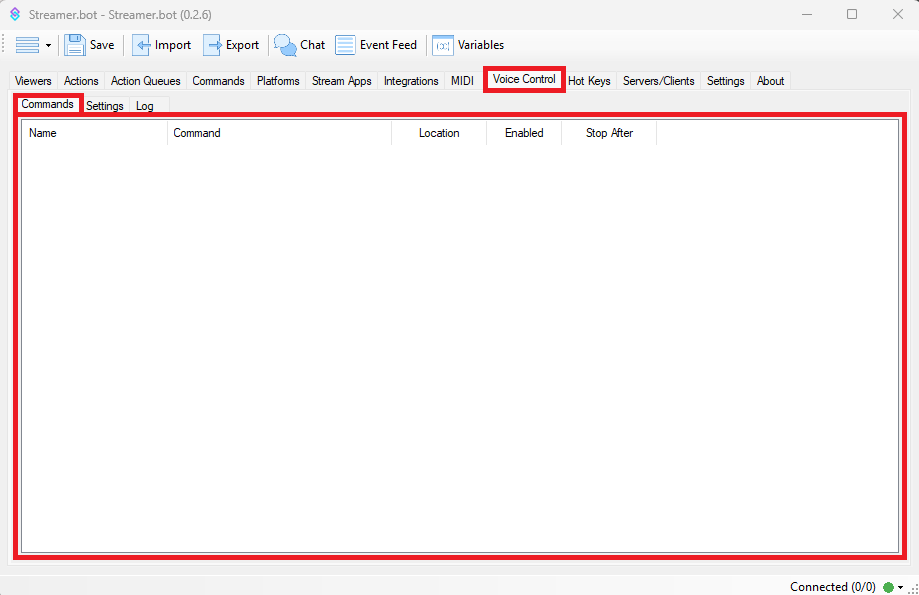 Streamer.bot - Streamer.bot (0.2.6)
Save Import Export Chat Event Feed Variables
Viewers Actions Action Queues Commands Platforms Stream Apps Integrations MIDI Voice Control Hot Keys Servers/Clients Settings About
Commands Settings Log
Name Command Location Enabled Stop After
Connected (0/0)